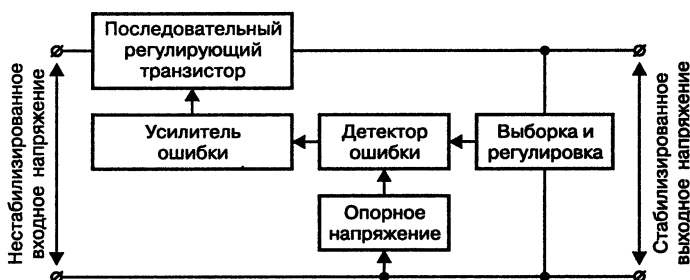 Последовательный
регулирующий
транзистор
Нестабилизированное
входное напряжение
Усилитель
ошибки
Детектор
ошибки
Выборка и
регулировка
Опорное
напряжение
Стабилизированное
выходное напряжение